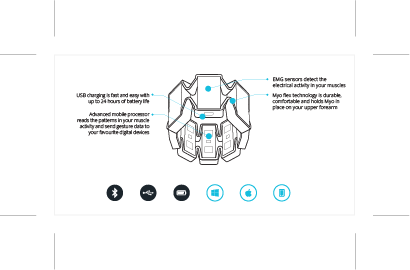 USB charging is fast and easy with
up to 24 hours of battery life
Advanced mobile processor
reads the patterns in your muscle
activity and send gesture data to
your favourite digital devices
EMG sensors detect the
electrical activity in your muscles
Myo flex technology is durable,
comfortable and holds Myo in
place on your upper forearm